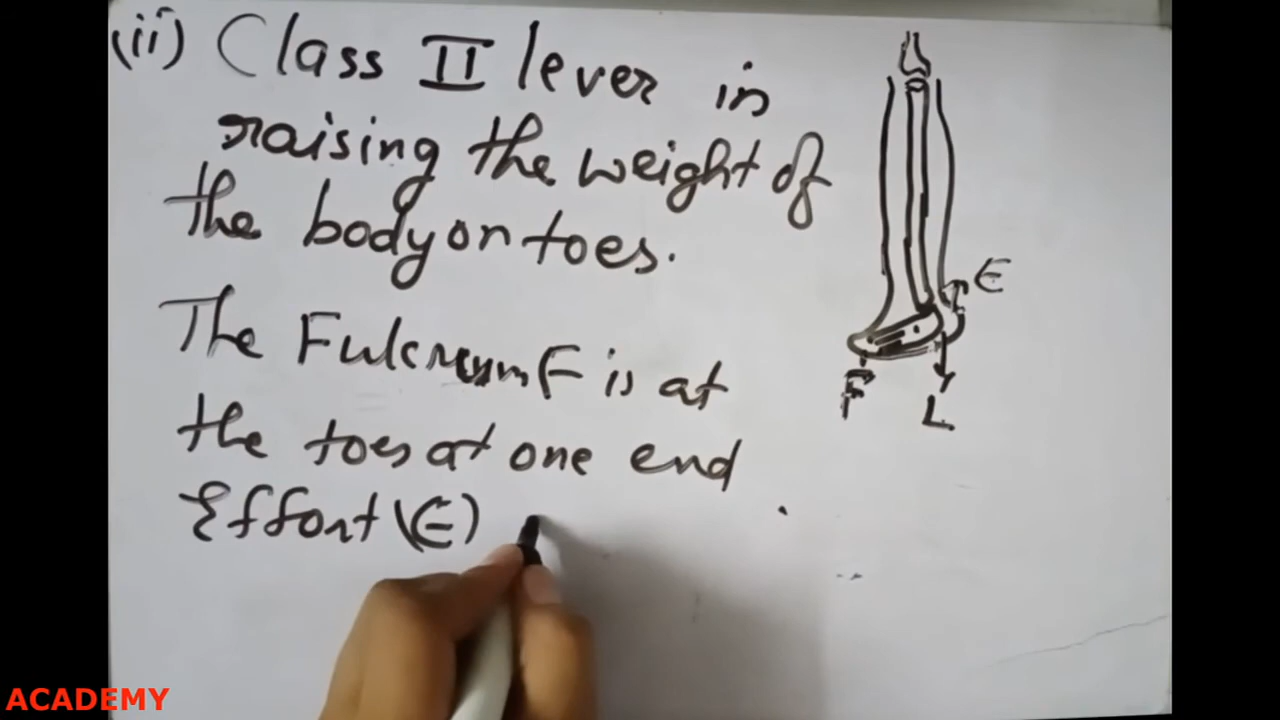 (ii) Class II lever in
raising the weight of
the body on toes.
The Fulcrum F is at
the toes at one end
Effort (E)
E
F
L
ACADEMY